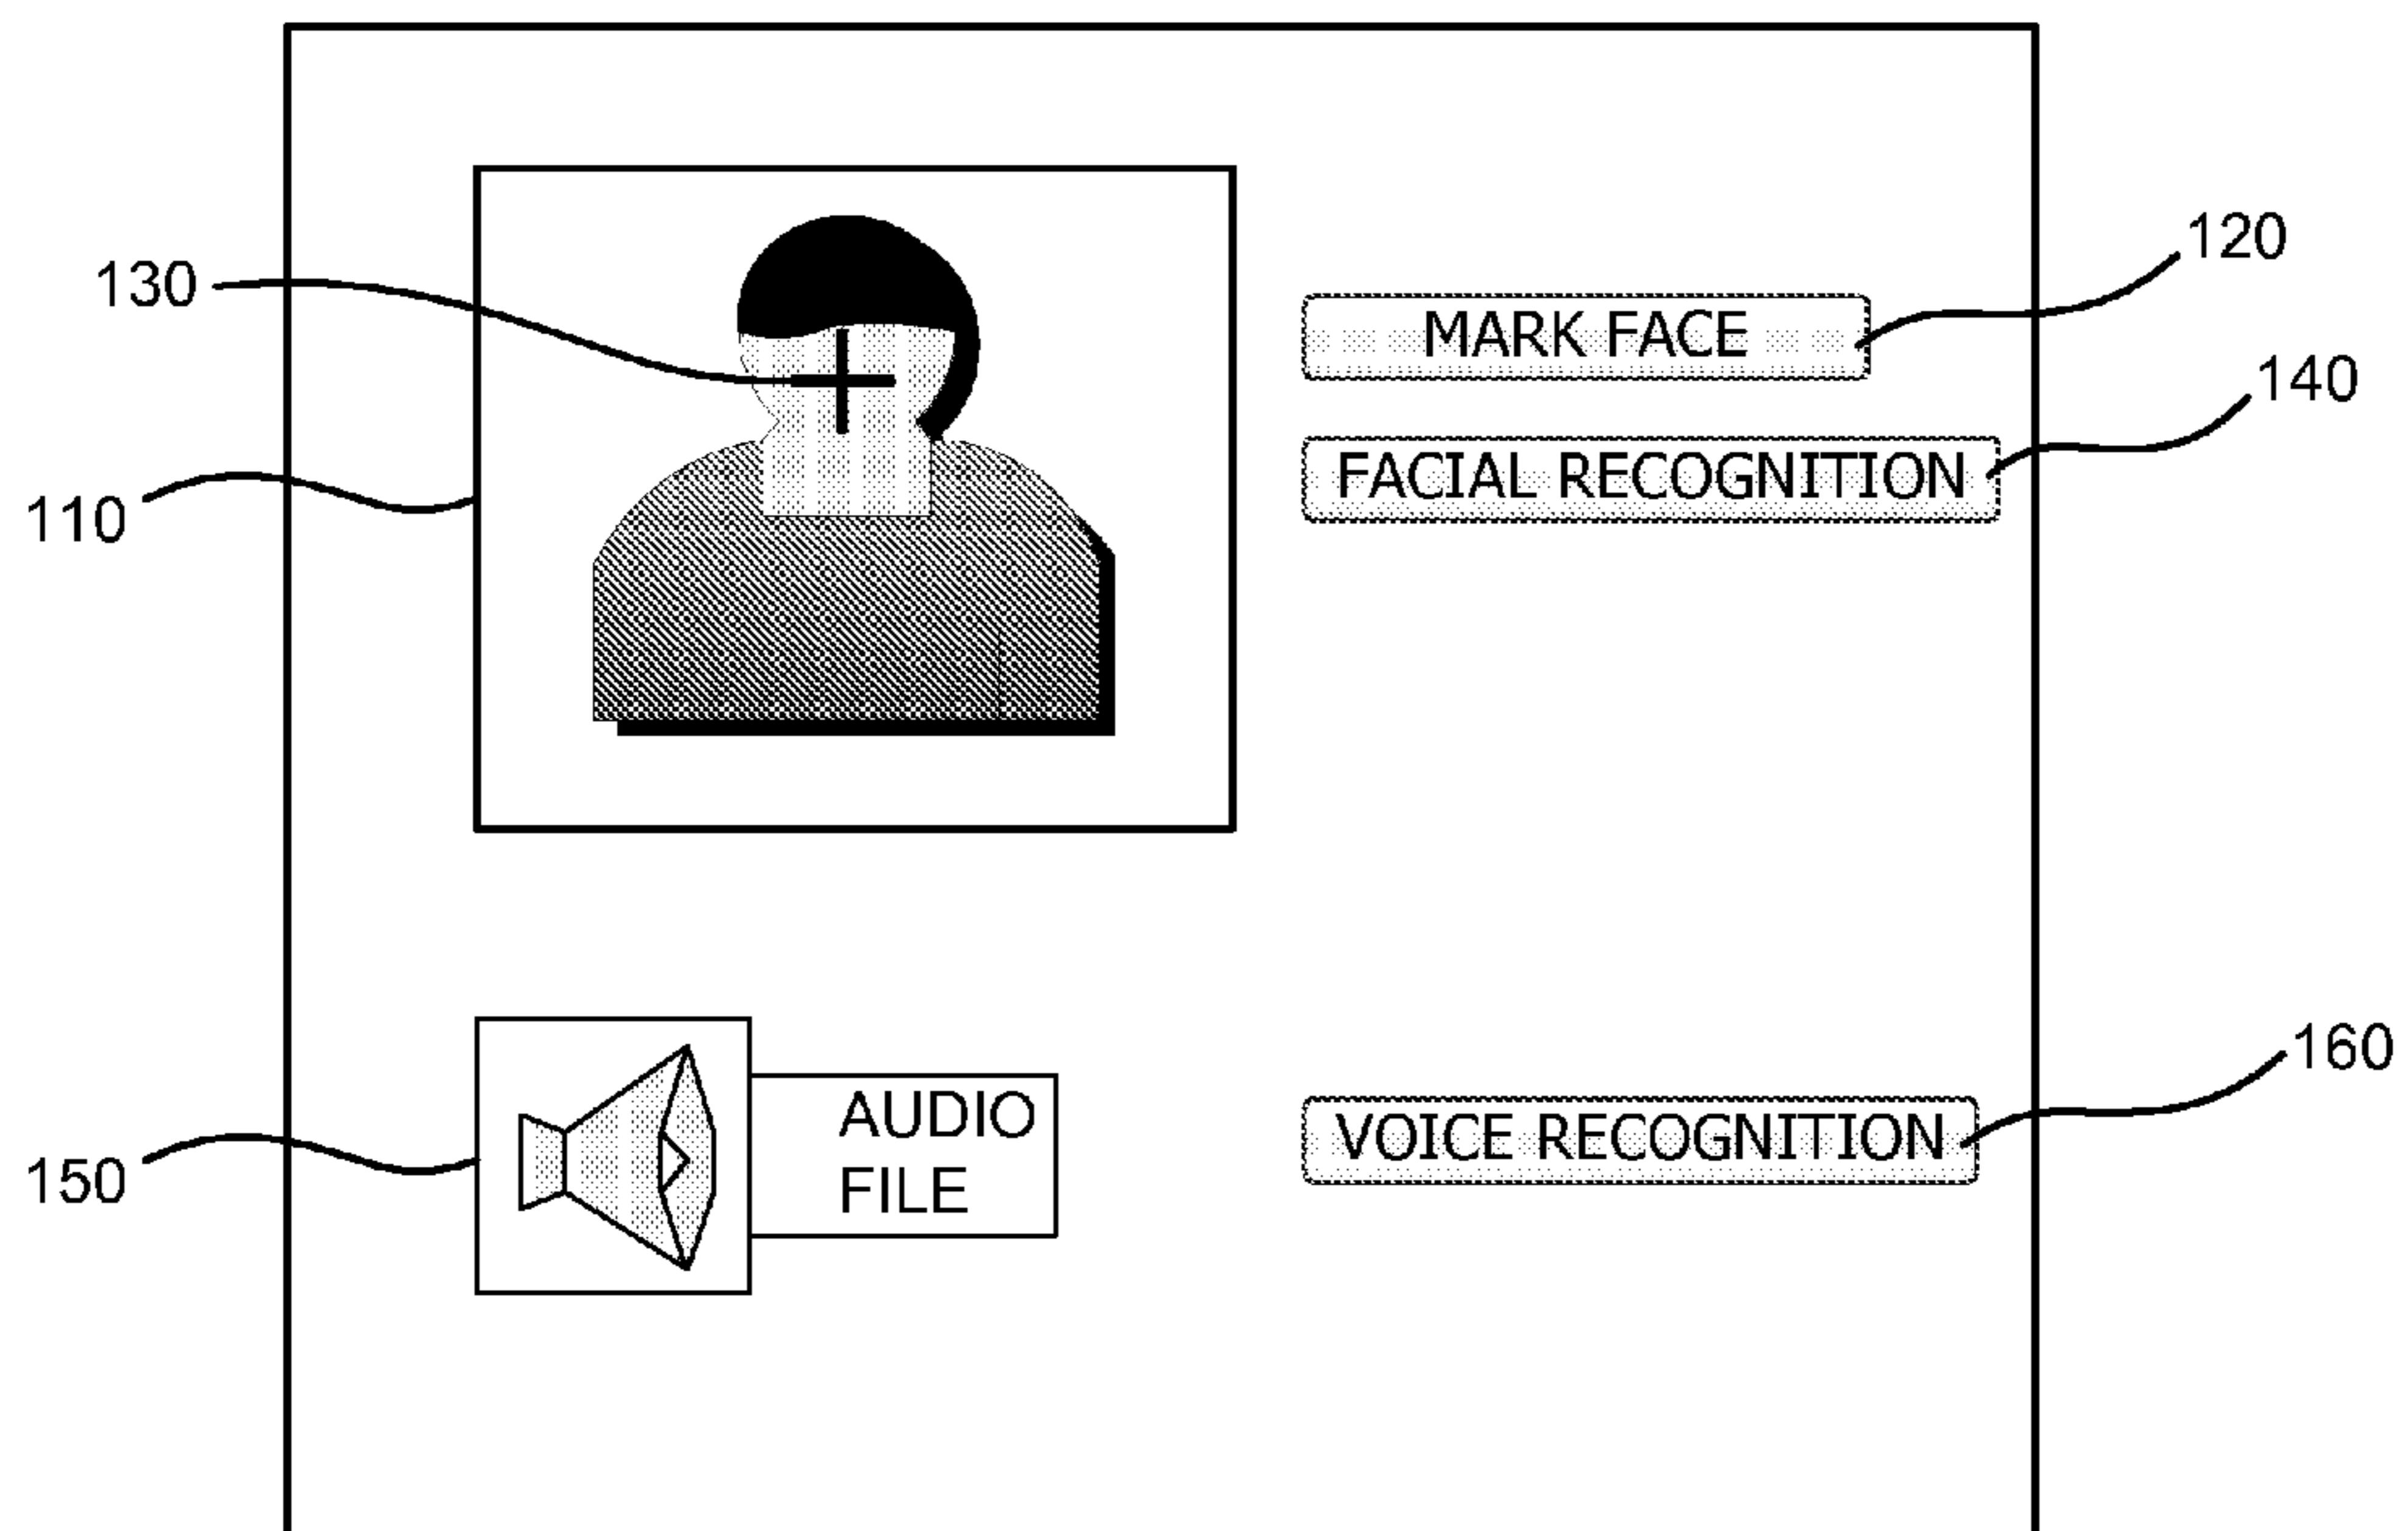 120
130
MARK FACE
140
FACIAL RECOGNITION
110
160
AUDIO
FILE
VOICE RECOGNITION
150